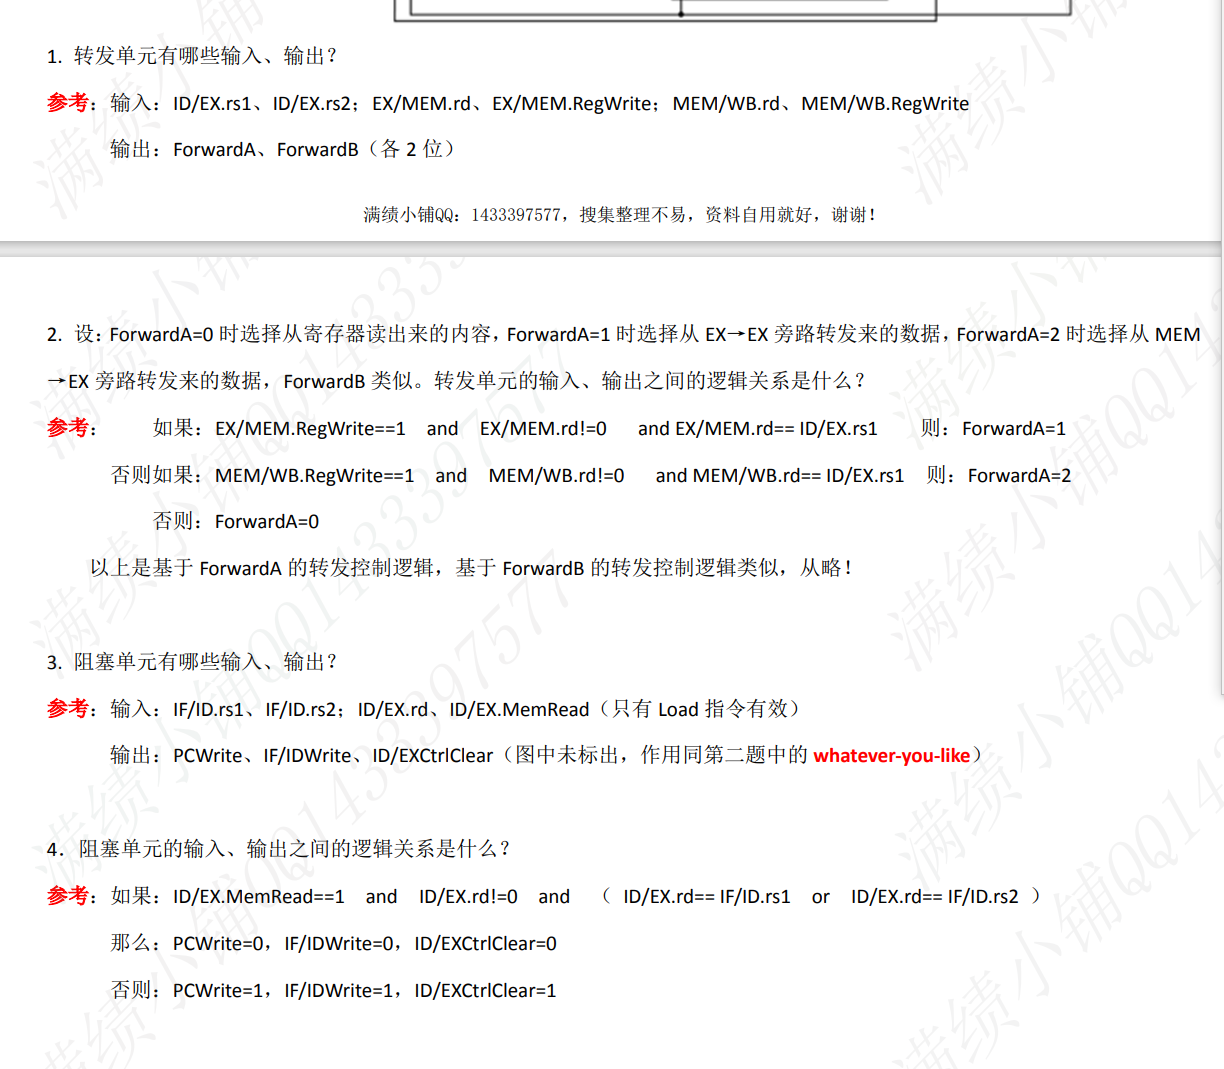 1. 转发单元有哪些输入、输出？
参考：输入：ID/EX.rs1、ID/EX.rs2；EX/MEM.rd、EX/MEM.RegWrite；MEM/WB.rd、MEM/WB.RegWrite
输出：ForwardA、ForwardB（各 2 位）
满绩小铺QQ：1433397577，搜集整理不易，资料自用就好，谢谢！
2. 设：ForwardA=0 时选择从寄存器读出来的内容，ForwardA=1 时选择从 EX→EX 旁路转发来的数据，ForwardA=2 时选择从 MEM
→EX 旁路转发来的数据，ForwardB 类似。转发单元的输入、输出之间的逻辑关系是什么？
参考： 如果：EX/MEM.RegWrite==1 and EX/MEM.rd!=0 and EX/MEM.rd== ID/EX.rs1 则：ForwardA=1
否则如果：MEM/WB.RegWrite==1 and MEM/WB.rd!=0 and MEM/WB.rd== ID/EX.rs1 则：ForwardA=2
否则：ForwardA=0
以上是基于 ForwardA 的转发控制逻辑，基于 ForwardB 的转发控制逻辑类似，从略！
3. 阻塞单元有哪些输入、输出？
参考：输入：IF/ID.rs1、IF/ID.rs2；ID/EX.rd、ID/EX.MemRead（只有 Load 指令有效）
输出：PCWrite、IF/IDWrite、ID/EXCtrlClear（图中未标出，作用同第二题中的 whatever-you-like）
4. 阻塞单元的输入、输出之间的逻辑关系是什么？
参考：如果：ID/EX.MemRead==1 and ID/EX.rd!=0 and （ ID/EX.rd== IF/ID.rs1 or ID/EX.rd== IF/ID.rs2 ）
那么：PCWrite=0，IF/IDWrite=0，ID/EXCtrlClear=0
否则：PCWrite=1，IF/IDWrite=1，ID/EXCtrlClear=1